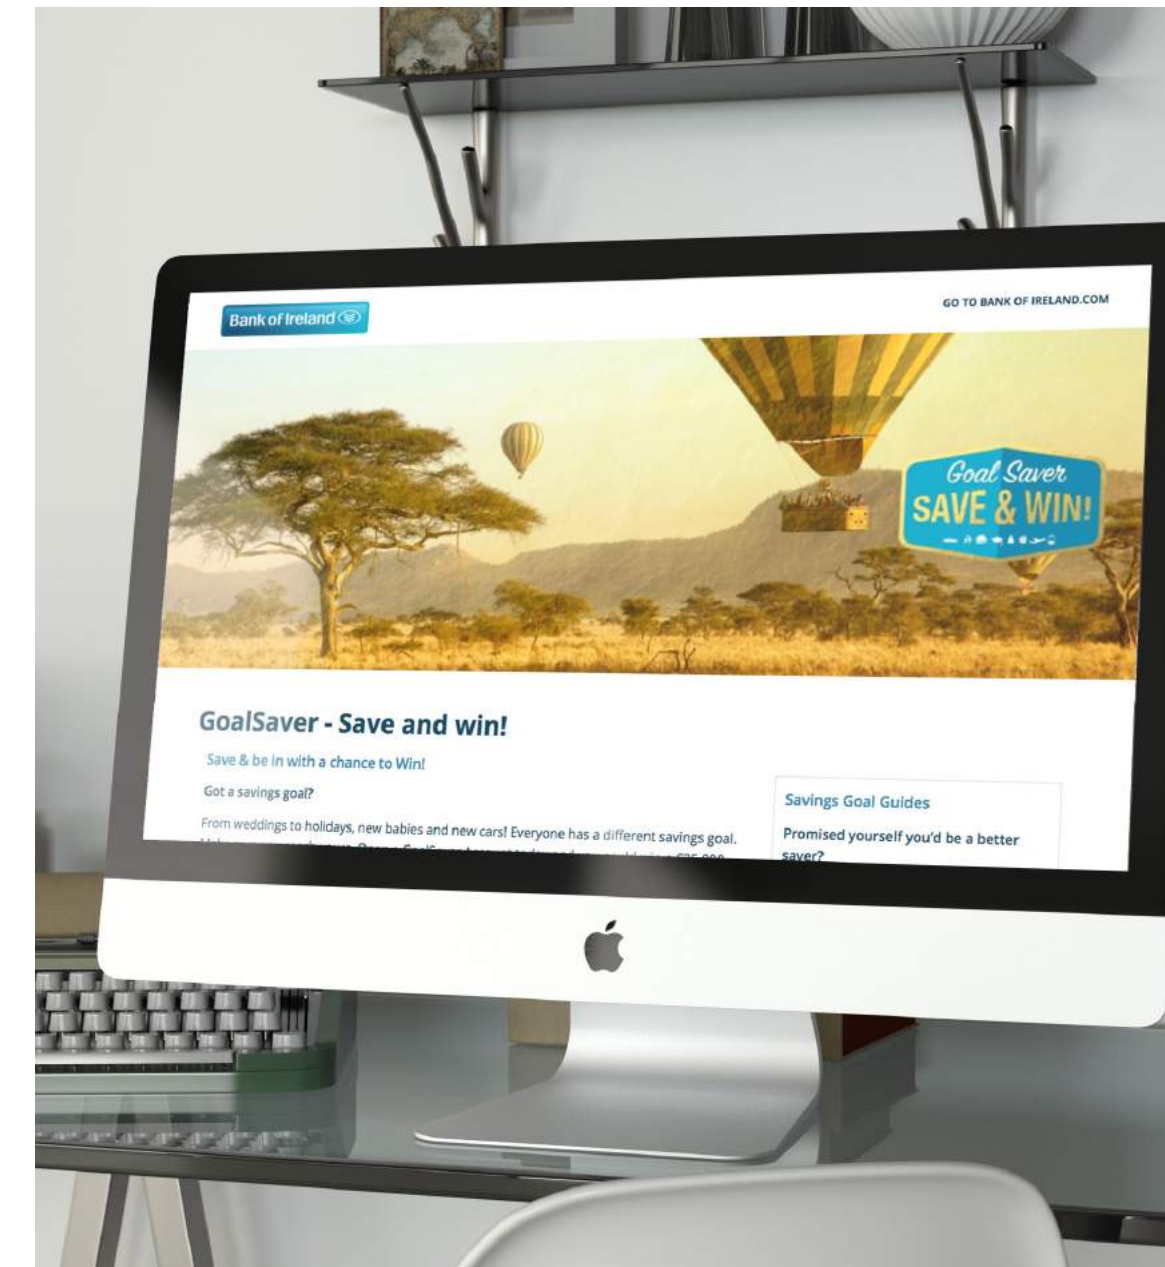 Bank of Ireland
GO TO BANK OF IRELAND.COM
Goal Saver
SAVE & WIN!
GoalSaver - Save and win!
Save & be in with a chance to Win!
Got a savings goal?
From weddings to holidays, new babies and new cars! Everyone has a different savings goal.
Savings Goal Guides
Promised yourself you'd be a better
saver?